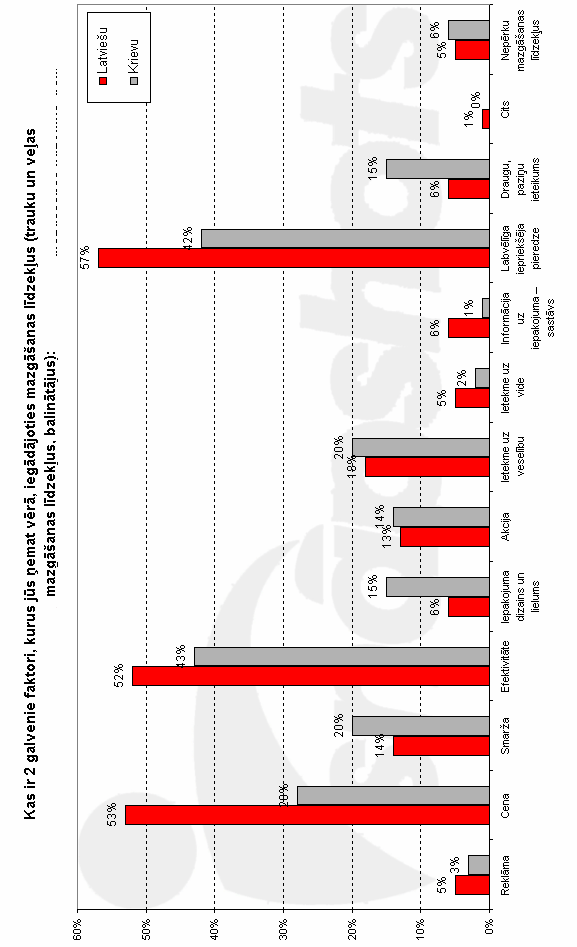 Kas ir 2 galvenie faktori, kurus jūs ņemat vērā, iegādājoties mazgāšanas līdzekļus (trauku un veļas
mazgāšanas līdzekļus, balinātājus):
Latviešu
Krievu
60%
50%
40%
30%
20%
10%
0%
5%
3%
53%
28%
14%
20%
52%
43%
6%
15%
13%
14%
18%
20%
5%
2%
6%
1%
57%
42%
6%
15%
1%
0%
5%
6%
Reklāma
Cena
Smarža
Efektivitāte
Iepakojuma
dizains un
lielums
Akcija
Ietekme uz
veselību
Ietekme uz
vide
Informācija
uz
iepakojuma –
sastāvs
Labvēlīga
iepriekšēja
pieredze
Draugu,
paziņu
ieteikums
Cits
Nepērku
mazgāšanas
līdzekļus
snapshots